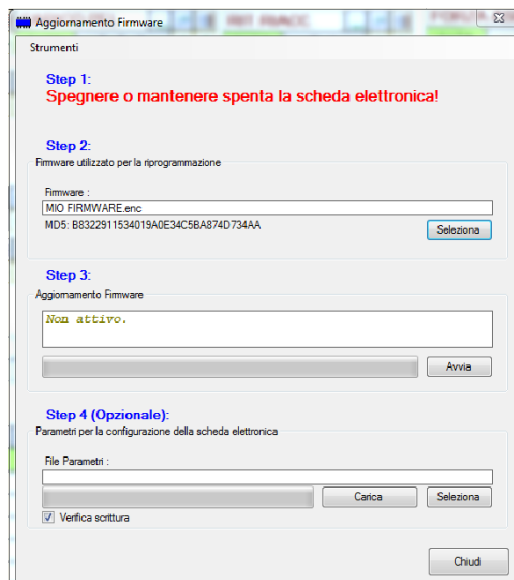 Aggiornamento Firmware
Strumenti
Step 1:
Spegnere o mantenere spenta la scheda elettronica!
Step 2:
Firmware utilizzato per la riprogrammazione
Firmware :
MIO FIRMWARE.enc
MD5: B8322911534019A0E34C5BA874D734AA
Seleziona
Step 3:
Aggiornamento Firmware
Non attivo.
Avvia
Step 4 (Opzionale):
Parametri per la configurazione della scheda elettronica
File Parametri :
Carica Seleziona
Verifica scrittura
Chiudi